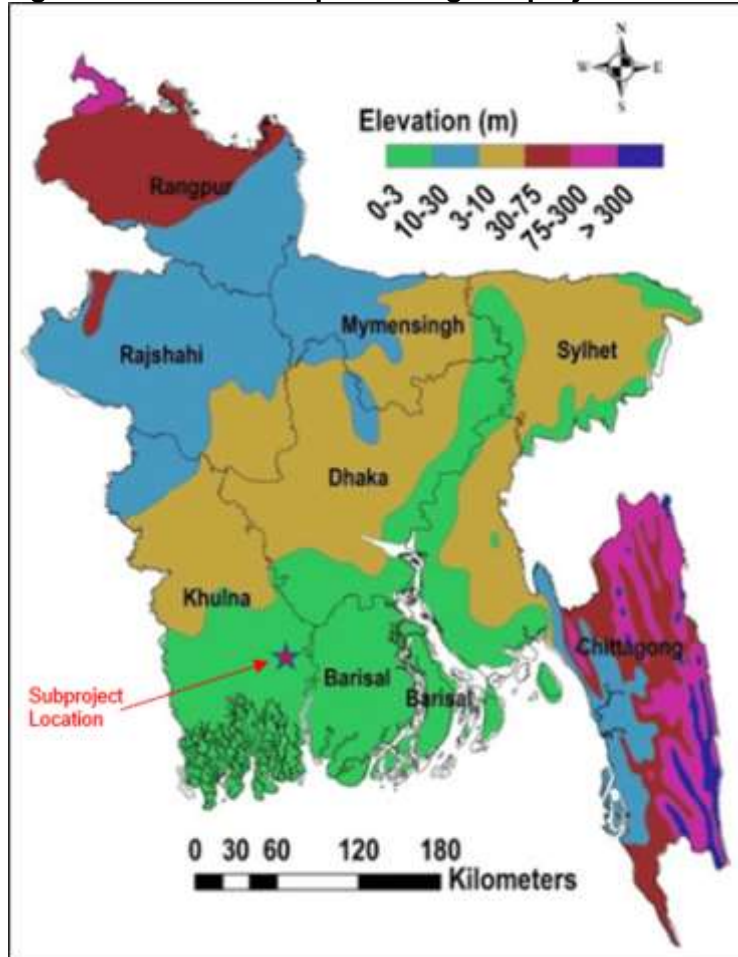 N
W E
S
Elevation (m)
0-3
10-30
3-10
30-75
75-300
> 300
Rangpur
Mymensingh
Sylhet
Rajshahi
Dhaka
Khulna
Chittagong
Subproject
Location
Barisal
Barisal
0 30 60 120 180
Kilometers